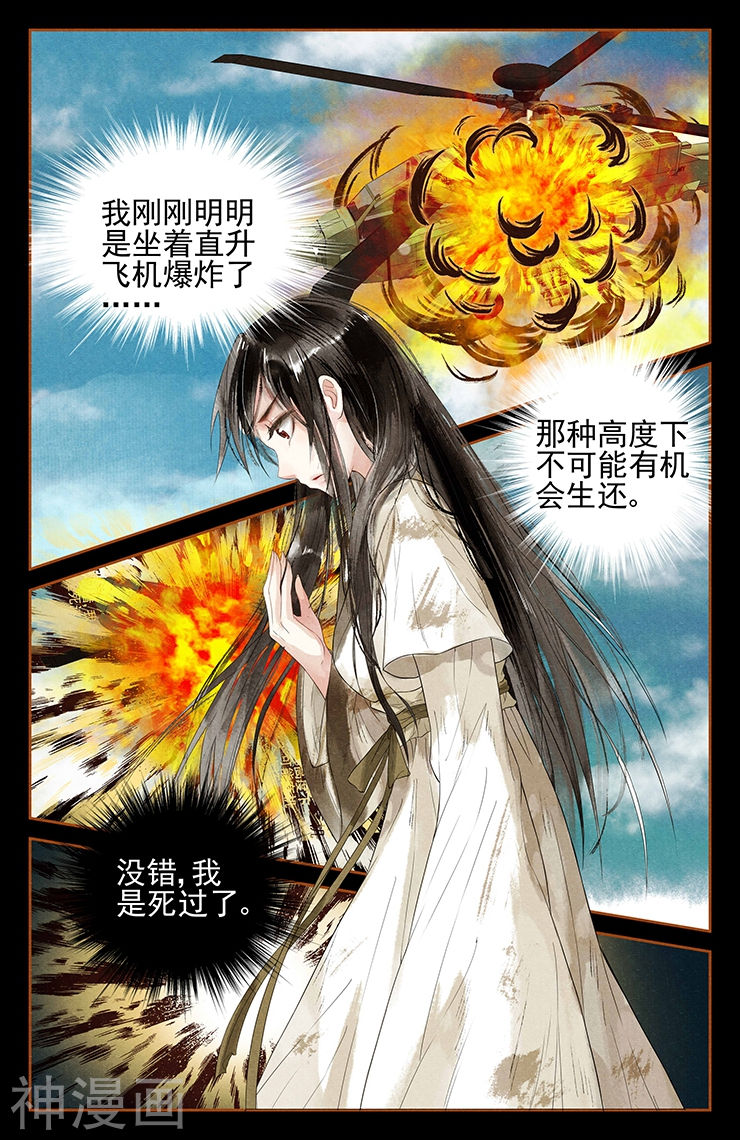 我刚刚明明
是坐着直升
飞机爆炸了
……
那种高度下
不可能有机
会生还。
没错,我
是死过了。
神漫画